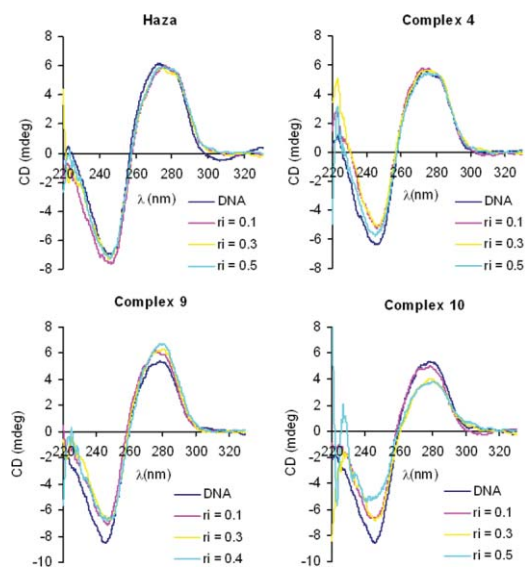 Haza
CD (mdeg)
8
6
4
2
0
-2
-4
-6
-8
220 240 260 280 300 320
λ(nm)
DNA
ri = 0.1
ri = 0.3
ri = 0.5
Complex 4
CD (mdeg)
8
6
4
2
0
-2
-4
-6
-8
220 240 260 280 300 320
λ (nm)
DNA
ri = 0.1
ri = 0.3
ri = 0.5
Complex 9
CD (mdeg)
8
6
4
2
0
-2
-4
-6
-8
-10
220 240 260 280 300 320
λ(nm)
DNA
ri = 0.1
ri = 0.3
ri = 0.4
Complex 10
CD (mdeg)
8
6
4
2
0
-2
-4
-6
-8
-10
220 240 260 280 300 320
λ(nm)
DNA
ri = 0.1
ri = 0.3
ri = 0.5